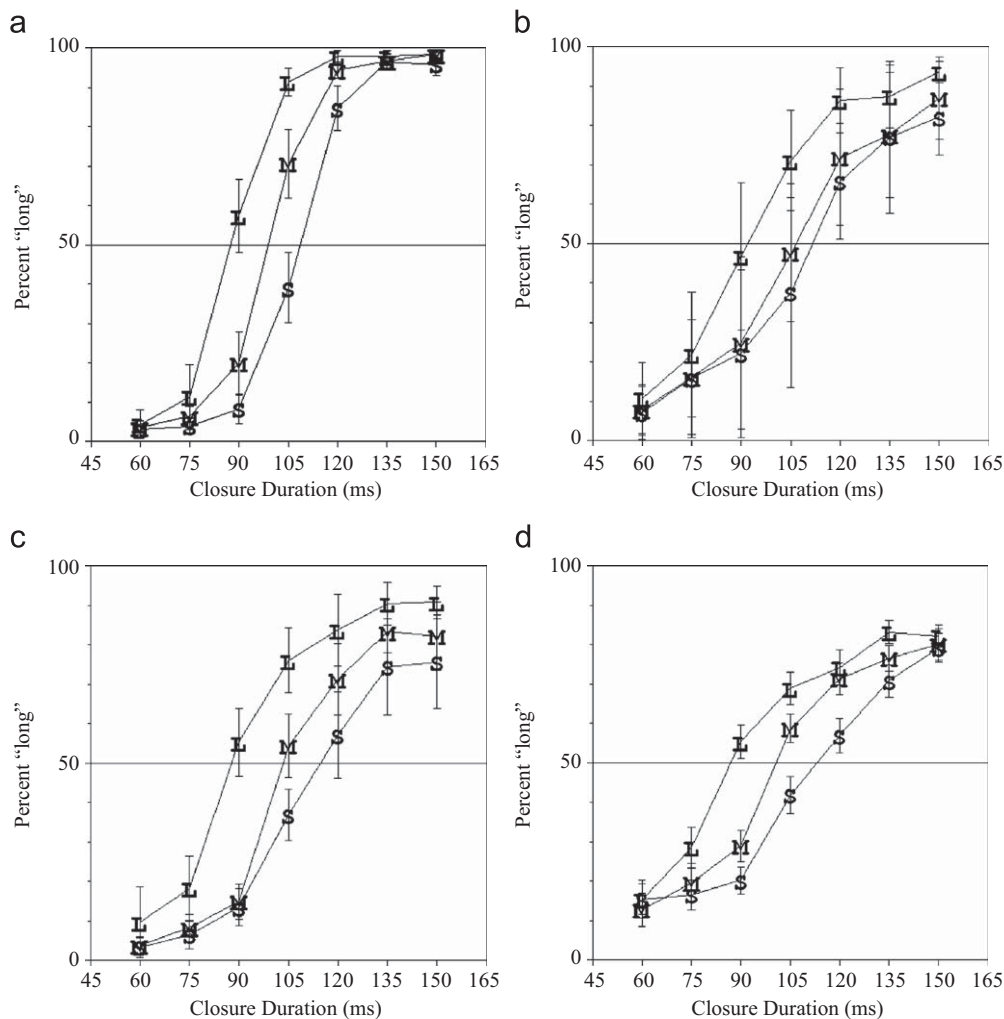 a
100
50
0
Percent “long”
L L L L L L L
M M M M M M M
S S S S S S S
45 60 75 90 105 120 135 150 165
Closure Duration (ms)
b
100
50
0
Percent “long”
L L L L L L L
M M M M M M M
S S S S S S S
45 60 75 90 105 120 135 150 165
Closure Duration (ms)
c
100
50
0
Percent “long”
L L L L L L L
M M M M M M M
S S S S S S S
45 60 75 90 105 120 135 150 165
Closure Duration (ms)
d
100
50
0
Percent “long”
L L L L L L L
M M M M M M M
S S S S S S S
45 60 75 90 105 120 135 150 165
Closure Duration (ms)